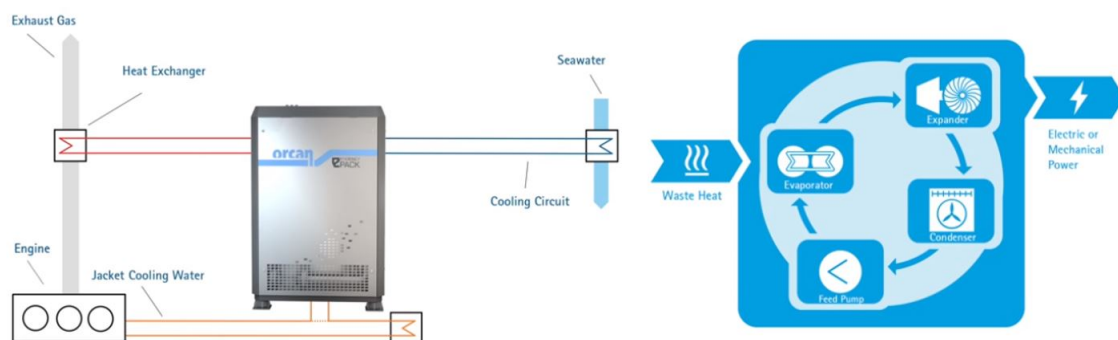 Exhaust Gas
Heat Exchanger
Seawater
orcan
ePACK
Cooling Circuit
Engine
Jacket Cooling Water
Waste Heat
Expander
Evaporator
Condenser
Feed Pump
Electric or
Mechanical
Power